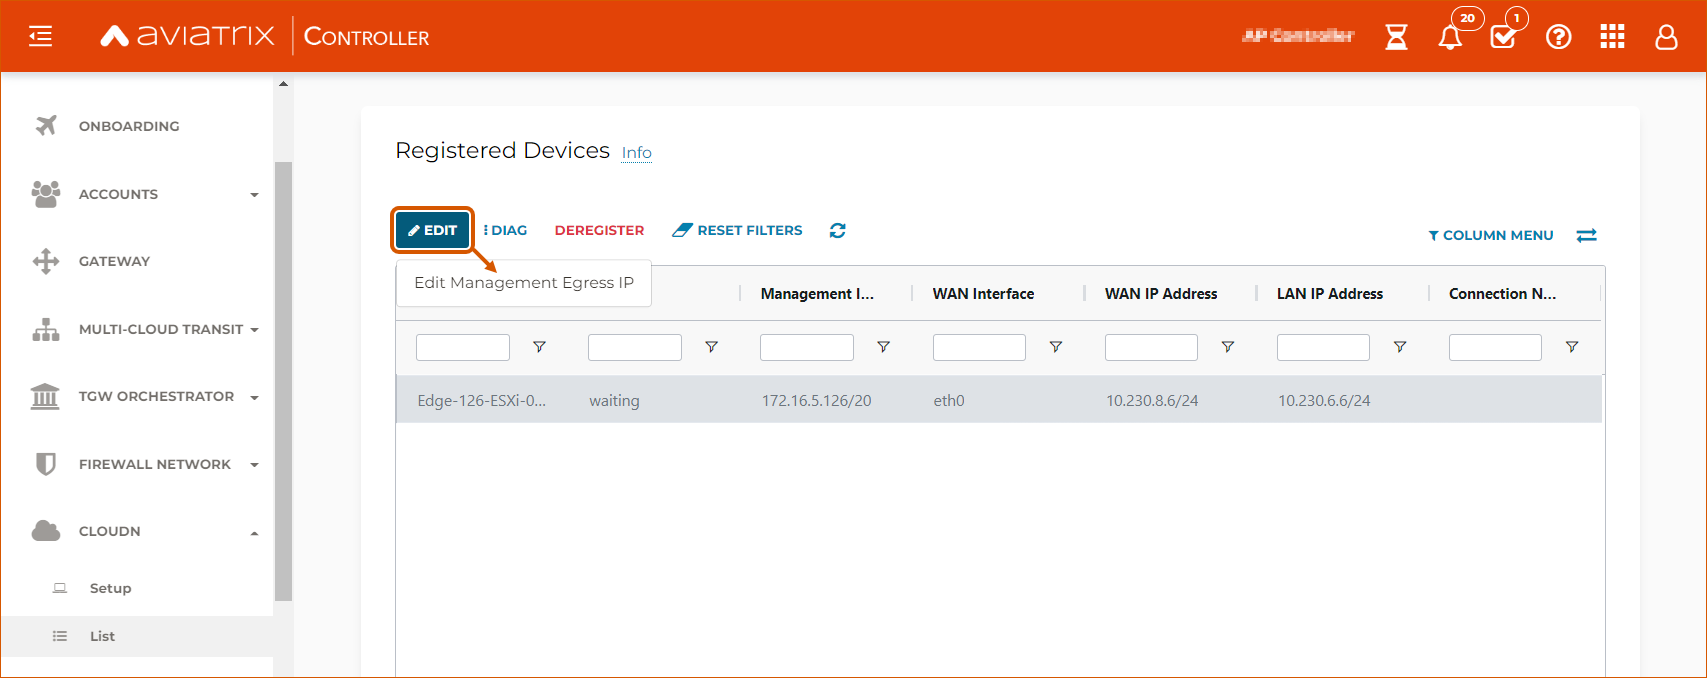 AVIATRIX CONTROLLER
20
1
ONBOARDING
ACCOUNTS
GATEWAY
MULTI-CLOUD TRANSIT
TGW ORCHESTRATOR
FIREWALL NETWORK
CLOUDN
Setup
List
Registered Devices Info
EDIT DIAG DEREGISTER RESET FILTERS
COLUMN MENU
Edit Management Egress IP
Management I... WAN Interface WAN IP Address LAN IP Address Connection N...
Edge-126-ESXi-0... waiting 172.16.5.126/20 eth0 10.230.8.6/24 10.230.6.6/24